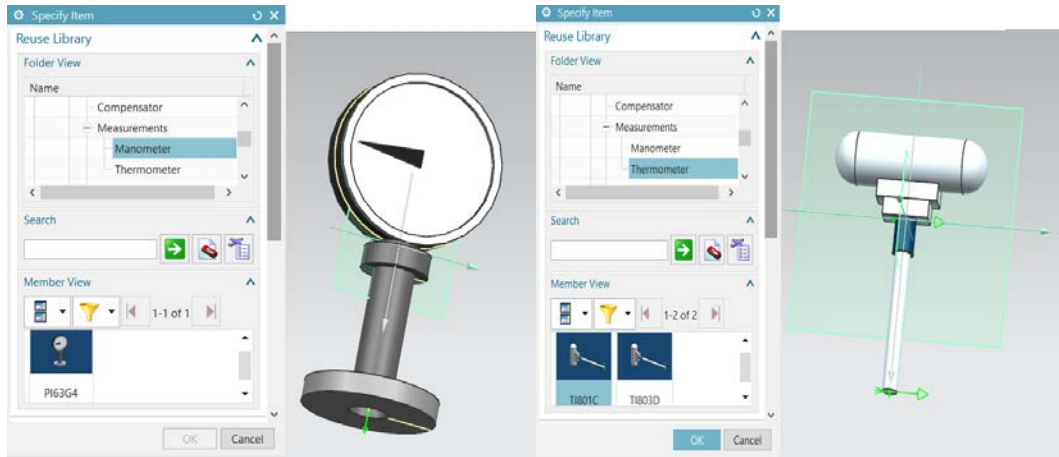 Specify Item
Reuse Library
Folder View
Name
Compensator
Measurements
Manometer
Thermometer
Search
Member View
1-1 of 1
PI63G4
OK
Cancel
Specify Item
Reuse Library
Folder View
Name
Compensator
Measurements
Manometer
Thermometer
Search
Member View
1-2 of 2
TI801C TI803D
OK
Cancel